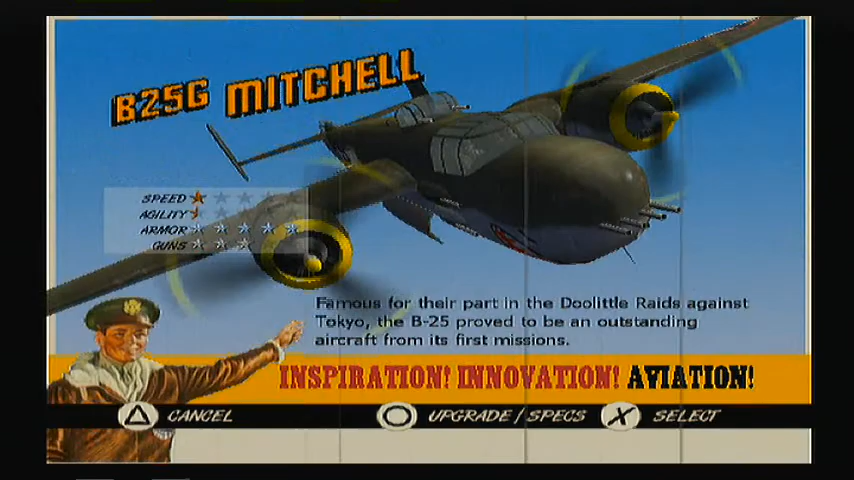 B25G MITCHELL
SPEED
AGILITY
ARMOR
GUNS
Famous for their part in the Doolittle Raids against
Tokyo, the B-25 proved to be an outstanding
aircraft from its first missions.
INSPIRATION! INNOVATION! AVIATION!
CANCEL UPGRADE / SPECS X SELECT